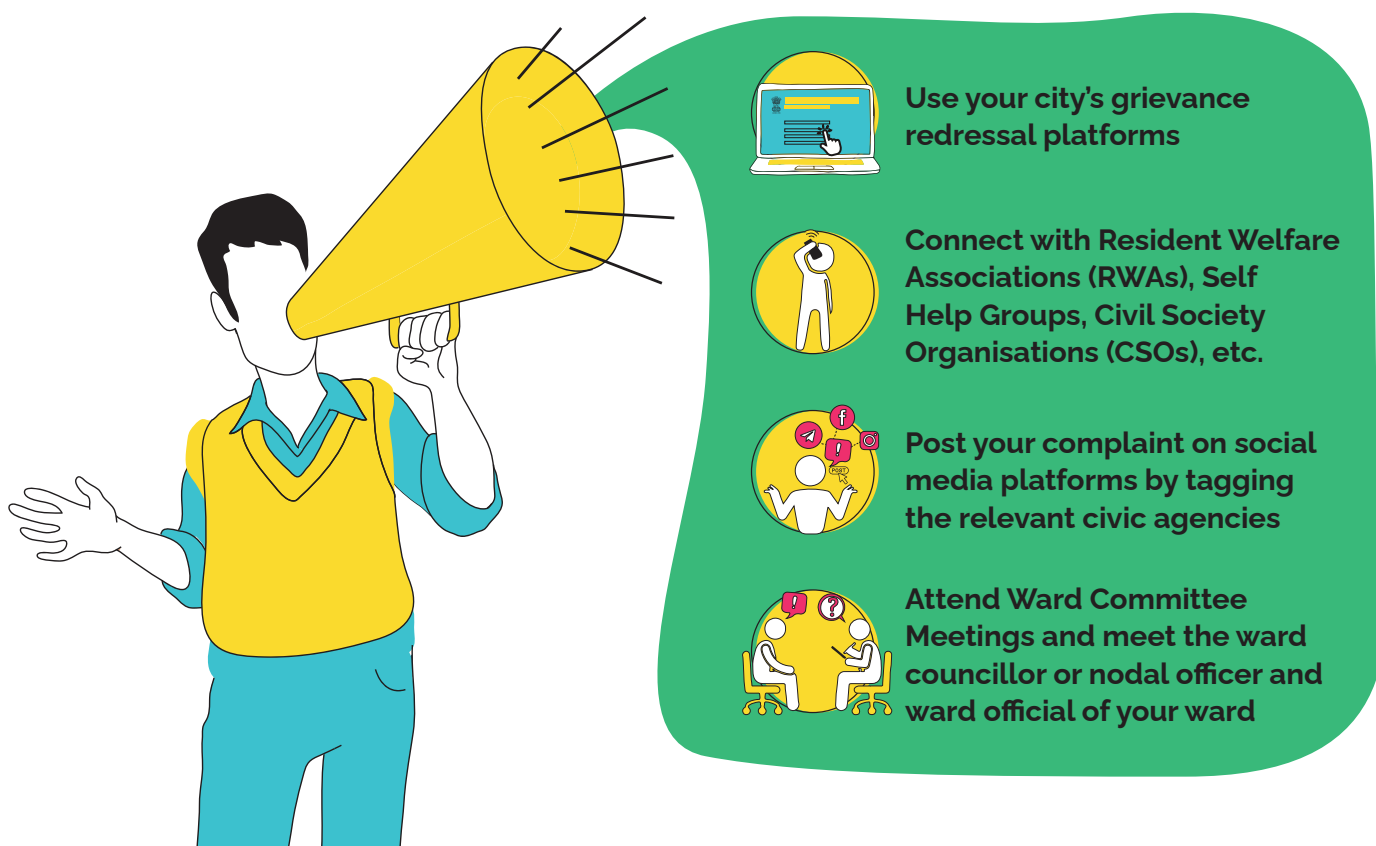 Use your city’s grievance
redressal platforms
Connect with Resident Welfare
Associations (RWAs), Self
Help Groups, Civil Society
Organisations (CSOs), etc.
POST
Post your complaint on social
media platforms by tagging
the relevant civic agencies
Attend Ward Committee
Meetings and meet the ward
councillor or nodal officer and
ward official of your ward